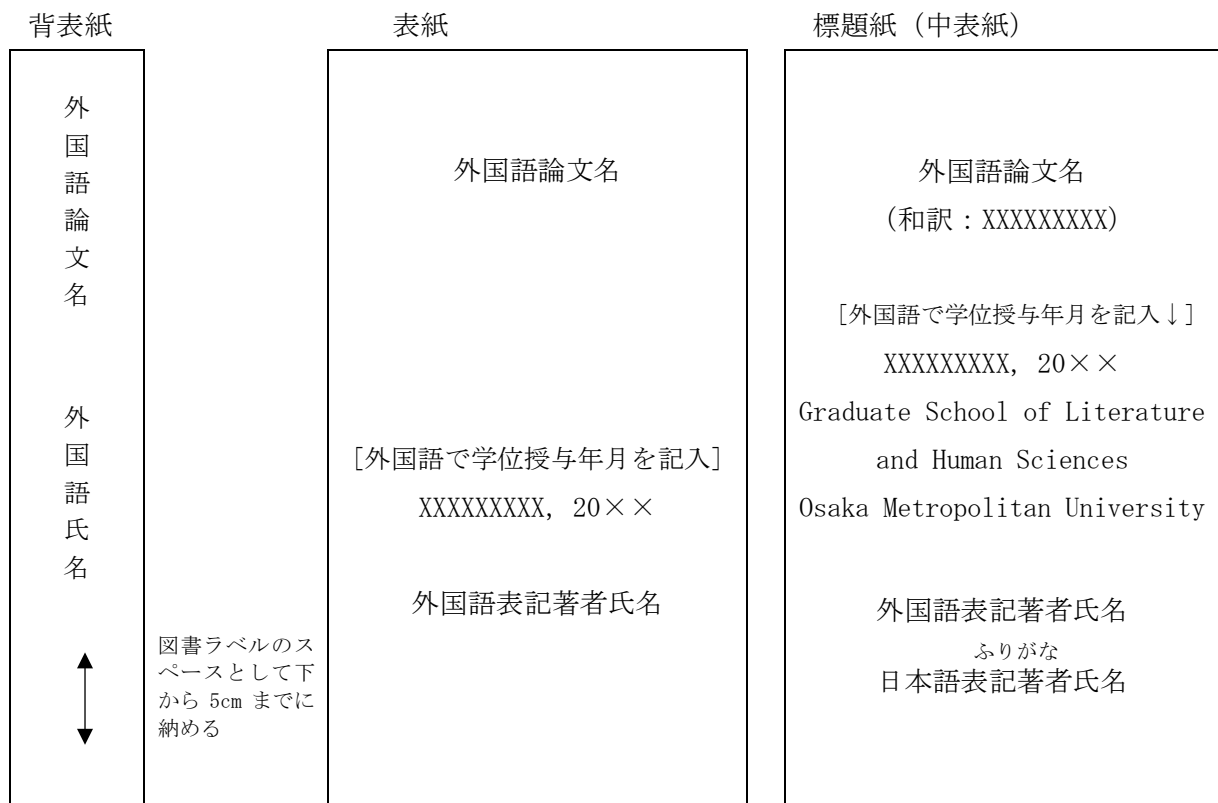 背表紙
外国語論文名
外国語氏名
図書ラベルのス
ペースとして下
から 5cm までに
納める
表紙
外国語論文名
[外国語で学位授与年月を記入]
XXXXXXXXX, 20××
外国語表記著者氏名
標題紙（中表紙）
外国語論文名
（和訳：XXXXXXXXX）
[外国語で学位授与年月を記入↓]
XXXXXXXXX, 20××
Graduate School of Literature
and Human Sciences
Osaka Metropolitan University
外国語表記著者氏名
ふりがな
日本語表記著者氏名